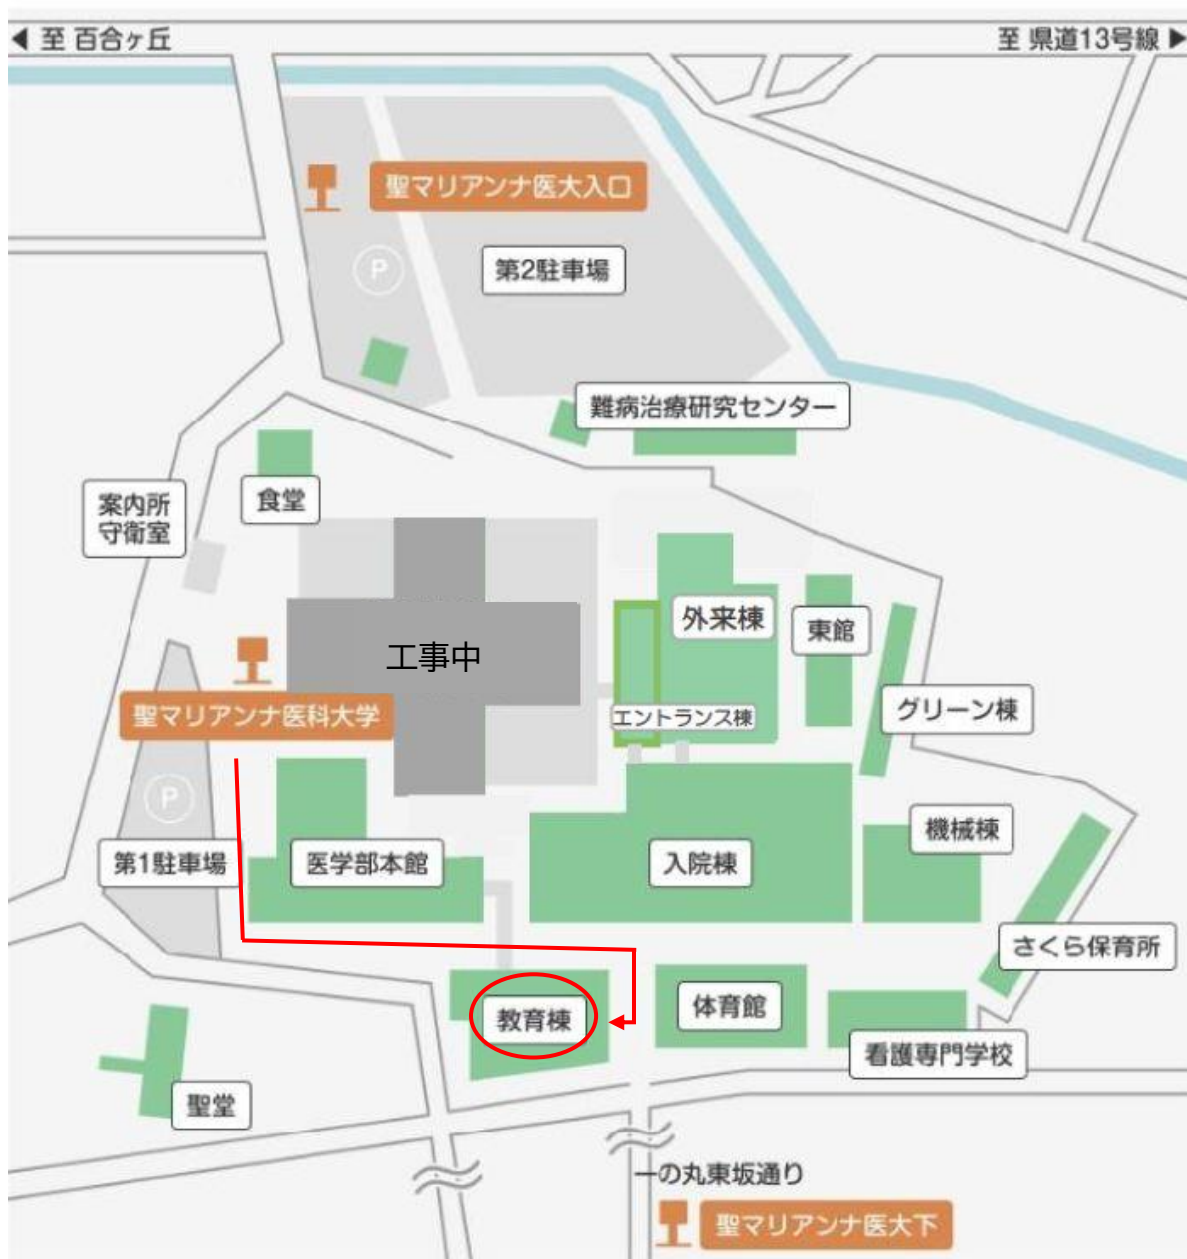 ◀ 至 百合ヶ丘
至 県道13号線 ▶
聖マリアンナ医大入口
P
第2駐車場
難病治療研究センター
食堂
案内所
守衛室
外来棟
東館
工事中
グリーン棟
聖マリアンナ医科大学
エントランス棟
P
機械棟
第1駐車場
医学部本館
入院棟
さくら保育所
教育棟
体育館
看護専門学校
聖堂
一の丸東坂通り
聖マリアンナ医大下